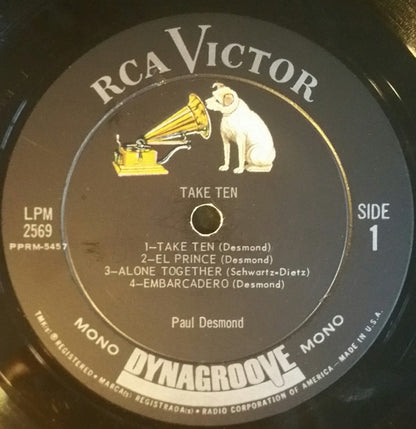 RCA VICTOR
TAKE TEN
LPM
2569
PPRM-5457
SIDE
1
1—TAKE TEN (Desmond)
2—EL PRINCE (Desmond)
3—ALONE TOGETHER (Schwartz-Dietz)
4—EMBARCADERO (Desmond)
Paul Desmond
MONO
DYNAGROOVE
MONO
TMK(s) ® REGISTERED • MARCA(s) REGISTRADA(s) • RADIO CORPORATION OF AMERICA—MADE IN U.S.A.